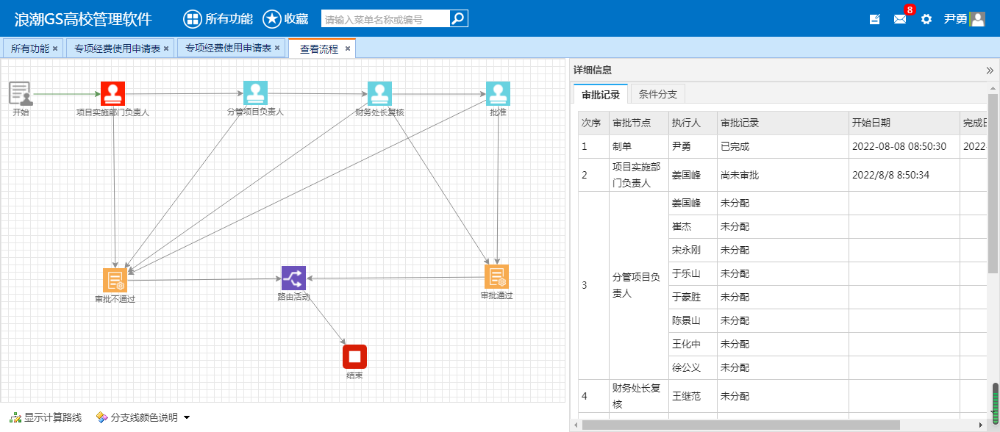 浪潮GS高校管理软件 所有功能 收藏 请输入菜单名称或编号 8 尹勇
所有功能 × 专项经费使用申请表 × 专项经费使用申请表 × 查看流程 ×
开始 项目实施部门负责人 分管项目负责人 财务处长复核 批准
审批不通过 路由活动 审批通过
结束
显示计算路线 分支线颜色说明
详细信息
审批记录 条件分支
次序 审批节点 执行人 审批记录 开始日期 完成日
1 制单 尹勇 已完成 2022-08-08 08:50:30 2022-
2 项目实施部
门负责人 姜国峰 尚未审批 2022/8/8 8:50:34
3 分管项目负
责人 姜国峰 未分配
崔杰 未分配
宋永刚 未分配
于乐山 未分配
于豪胜 未分配
陈景山 未分配
王化中 未分配
徐公义 未分配
4 财务处长复
核 王继范 未分配